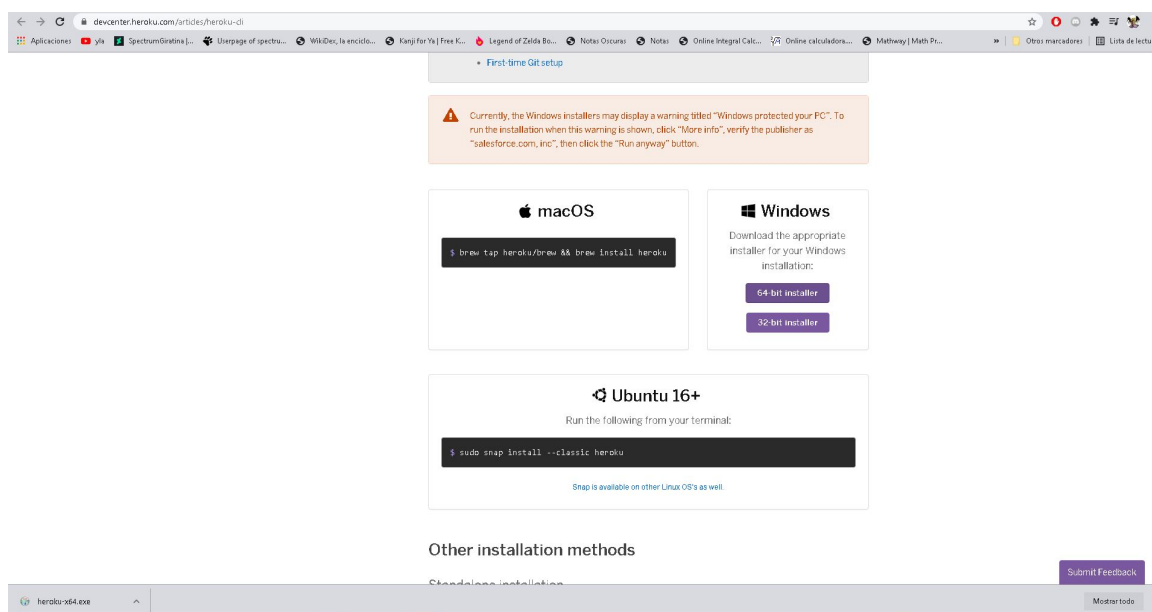 devcenter.heroku.com/articles/heroku-cli
Aplicaciones yla SpectrumGiratina |... Userpage of spectru... WikiDex, la enciclo... Kanji for Ya | Free K... Legend of Zelda Bo... Notas Oscuras Notas Online Integral Calc... Online calculadora... Mathway | Math Pr... » Otros marcadores Lista de lectu
• First-time Git setup
Currently, the Windows installers may display a warning titled “Windows protected your PC”. To
run the installation when this warning is shown, click “More info”, verify the publisher as
“salesforce.com, inc”, then click the “Run anyway” button.
macOS
$ brew tap heroku/brew && brew install heroku
Windows
Download the appropriate
installer for your Windows
installation:
64-bit installer
32-bit installer
Ubuntu 16+
Run the following from your terminal:
$ sudo snap install --classic heroku
Snap is available on other Linux OS's as well.
Other installation methods
Standalone installation
Submit Feedback
heroku-x64.exe
Mostrar todo